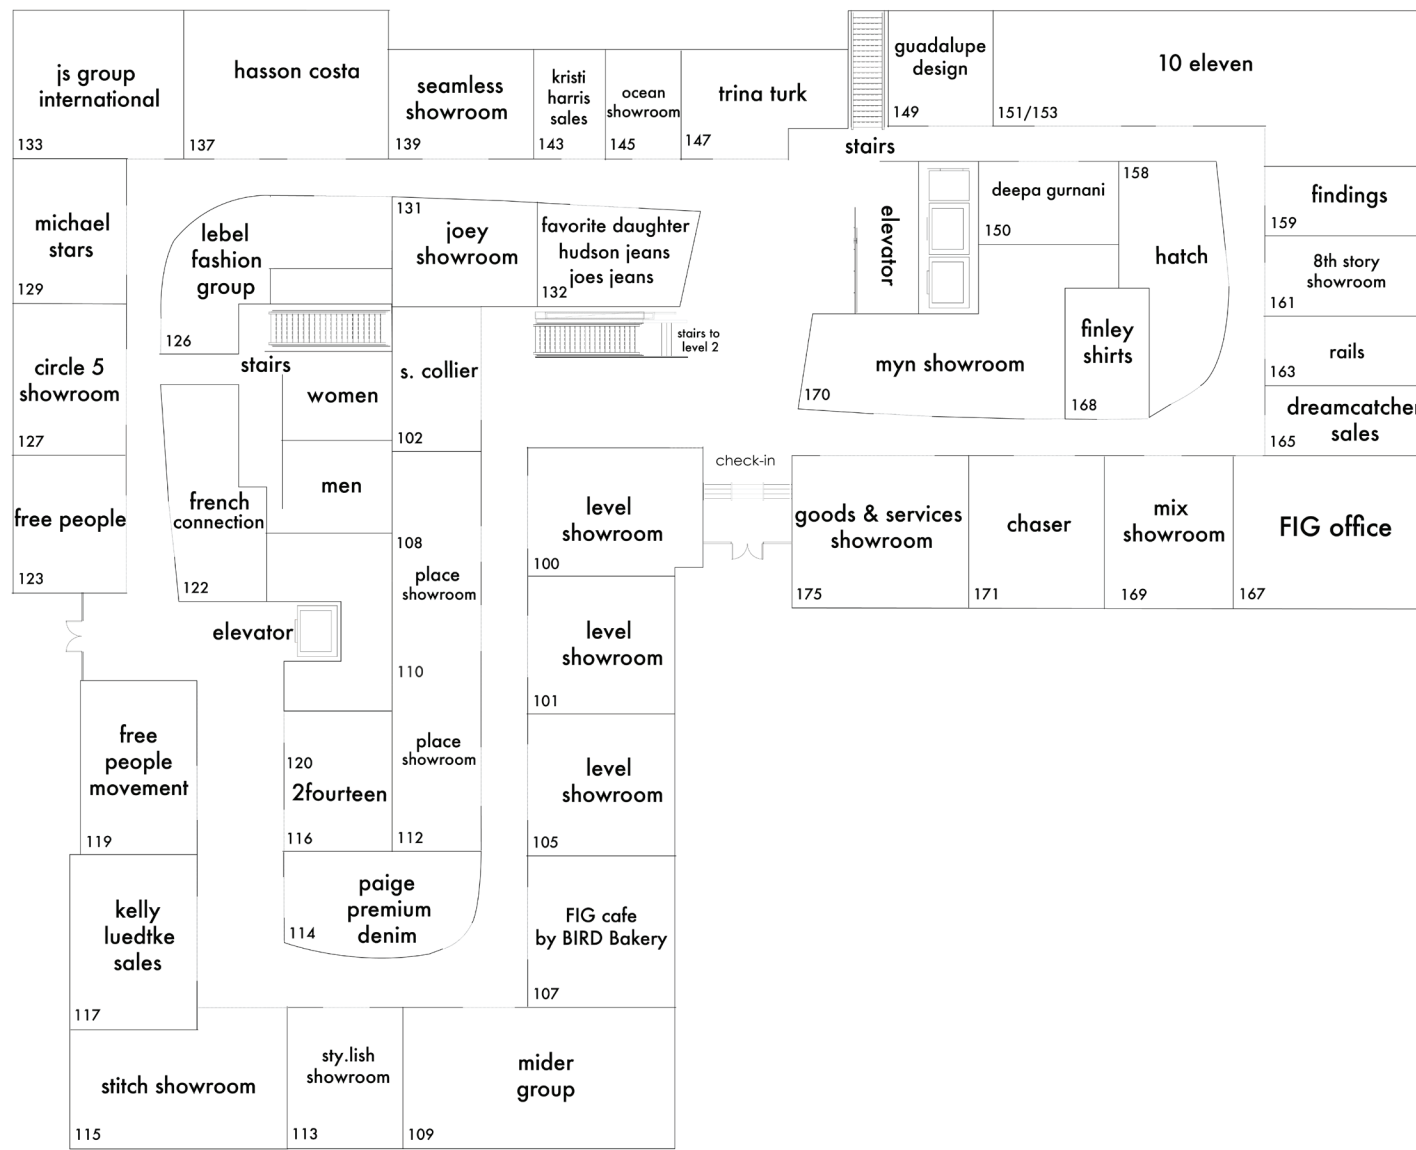 js group
international
133
hasson costa
137
seamless
showroom
139
kristi
harris
sales
143
ocean
showroom
145
trina turk
147
stairs
guadalupe
design
149
10 eleven
151/153
michael
stars
129
lebel
fashion
group
126
131
joey
showroom
favorite daughter
hudson jeans
joes jeans
132
elevator
deepa gurnani
150
158
hatch
findings
159
8th story
showroom
161
circle 5
showroom
127
stairs
women
s. collier
102
stairs to
level 2
myn showroom
170
finley
shirts
168
rails
163
dreamcatcher
sales
165
free people
123
french
connection
122
men
108
place
showroom
110
level
showroom
100
check-in
goods & services
showroom
175
chaser
171
mix
showroom
169
FIG office
167
elevator
level
showroom
101
free
people
movement
119
120
2fourteen
116
place
showroom
112
level
showroom
105
kelly
luedtke
sales
117
paige
premium
denim
114
FIG cafe
by BIRD Bakery
107
stitch showroom
115
sty.lish
showroom
113
mider
group
109